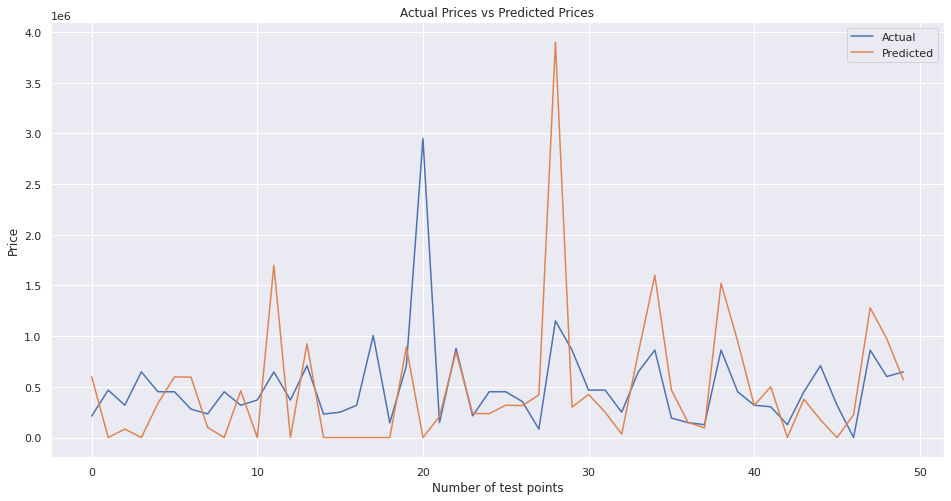 Actual Prices vs Predicted Prices
1e6
Actual
Predicted
4.0
3.5
3.0
2.5
2.0
1.5
1.0
0.5
0.0
Price
0
10
20
30
40
50
Number of test points